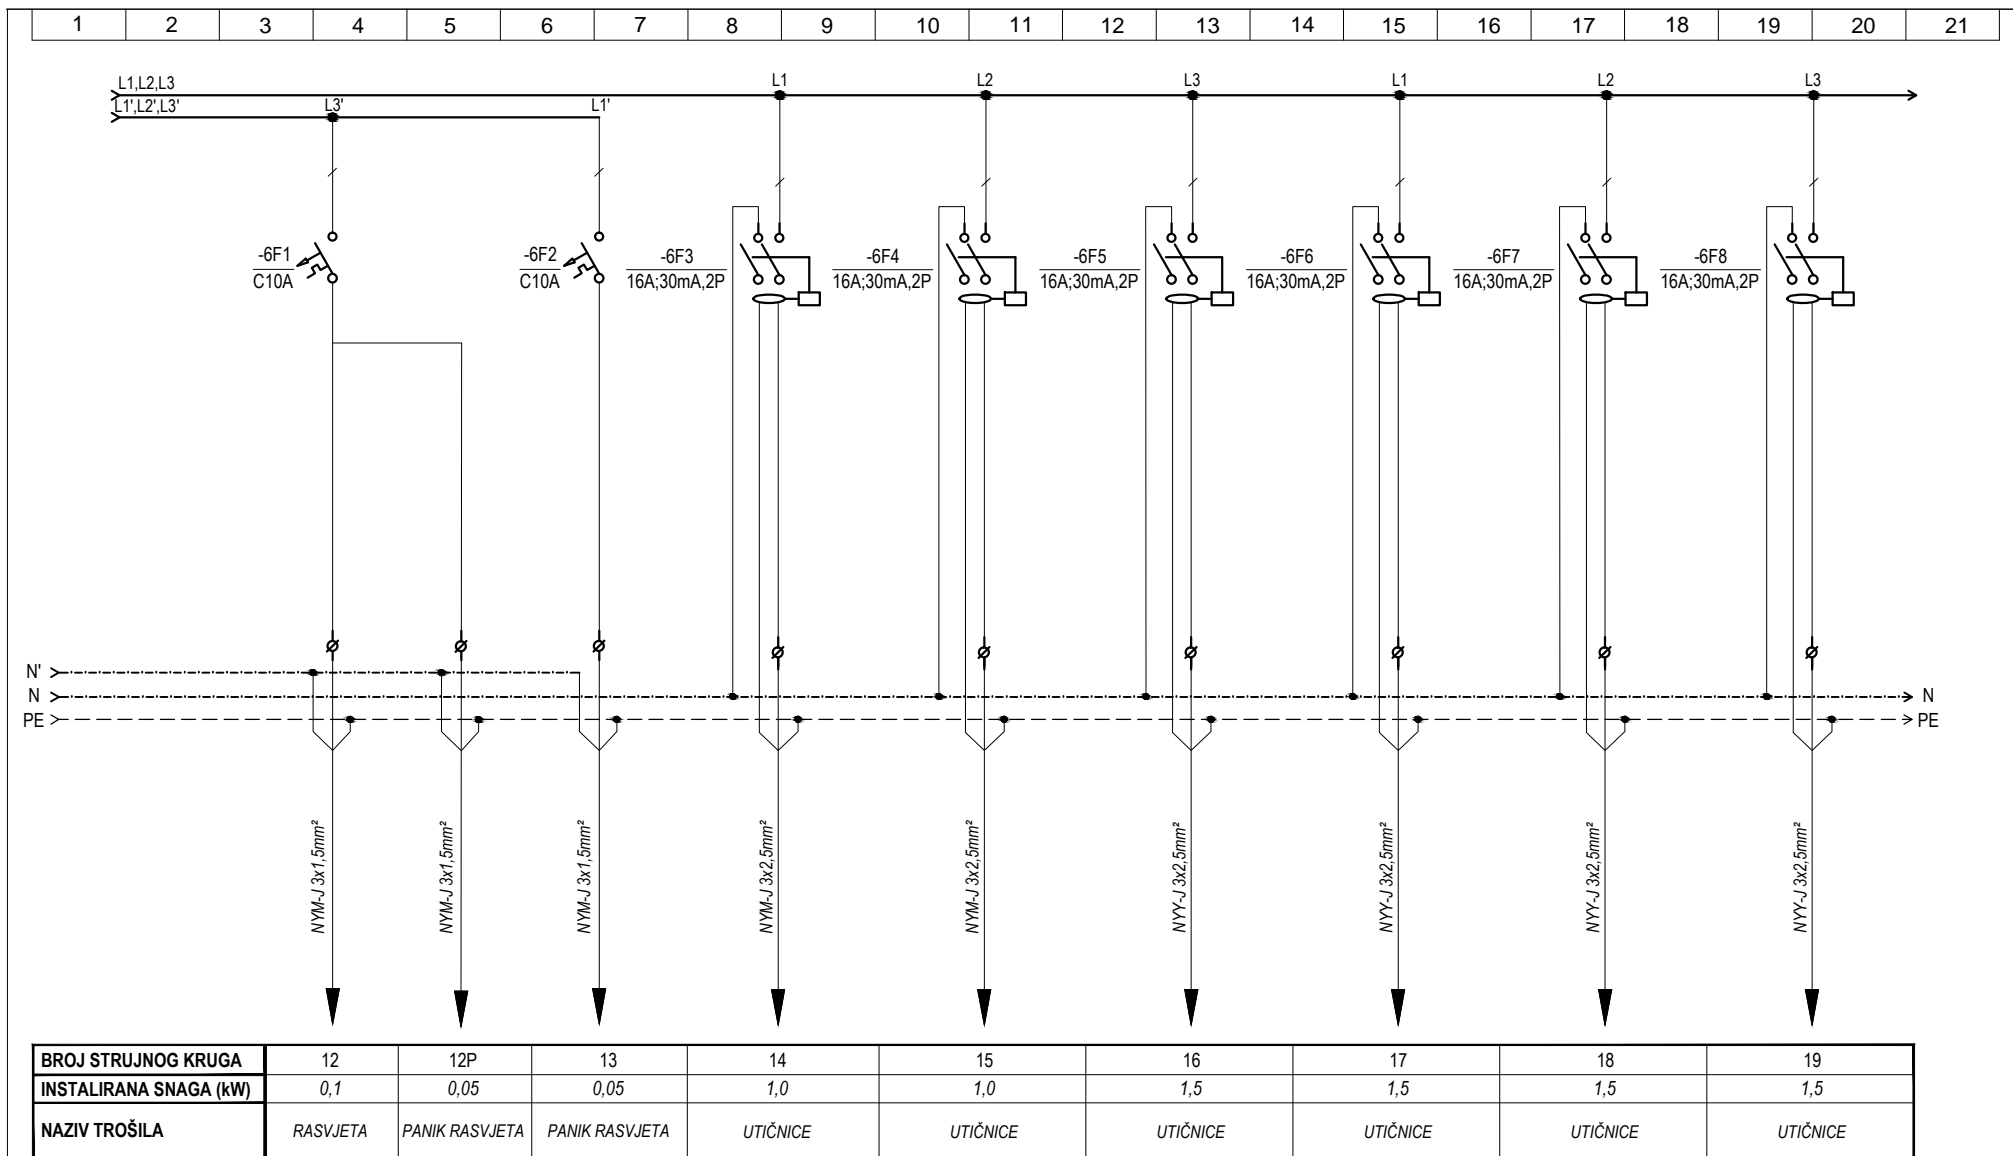 1 2 3 4 5 6 7 8 9 10 11 12 13 14 15 16 17 18 19 20 21
L1,L2,L3 L1 L2 L3 L1 L2 L3
L1',L2',L3' L3' L1'
-6F1 -6F2 -6F3 -6F4 -6F5 -6F6 -6F7 -6F8
C10A C10A 16A;30mA,2P 16A;30mA,2P 16A;30mA,2P 16A;30mA,2P 16A;30mA,2P 16A;30mA,2P
N'
N N
PE PE
NYM-J 3x1,5mm²
NYM-J 3x1,5mm²
NYM-J 3x1,5mm²
NYM-J 3x2,5mm²
NYM-J 3x2,5mm²
NYY-J 3x2,5mm²
NYY-J 3x2,5mm²
NYY-J 3x2,5mm²
NYY-J 3x2,5mm²
BROJ STRUJNOG KRUGA 12 12P 13 14 15 16 17 18 19
INSTALIRANA SNAGA (kW) 0,1 0,05 0,05 1,0 1,0 1,5 1,5 1,5 1,5
NAZIV TROŠILA RASVJETA PANIK RASVJETA PANIK RASVJETA UTIČNICE UTIČNICE UTIČNICE UTIČNICE UTIČNICE UTIČNICE